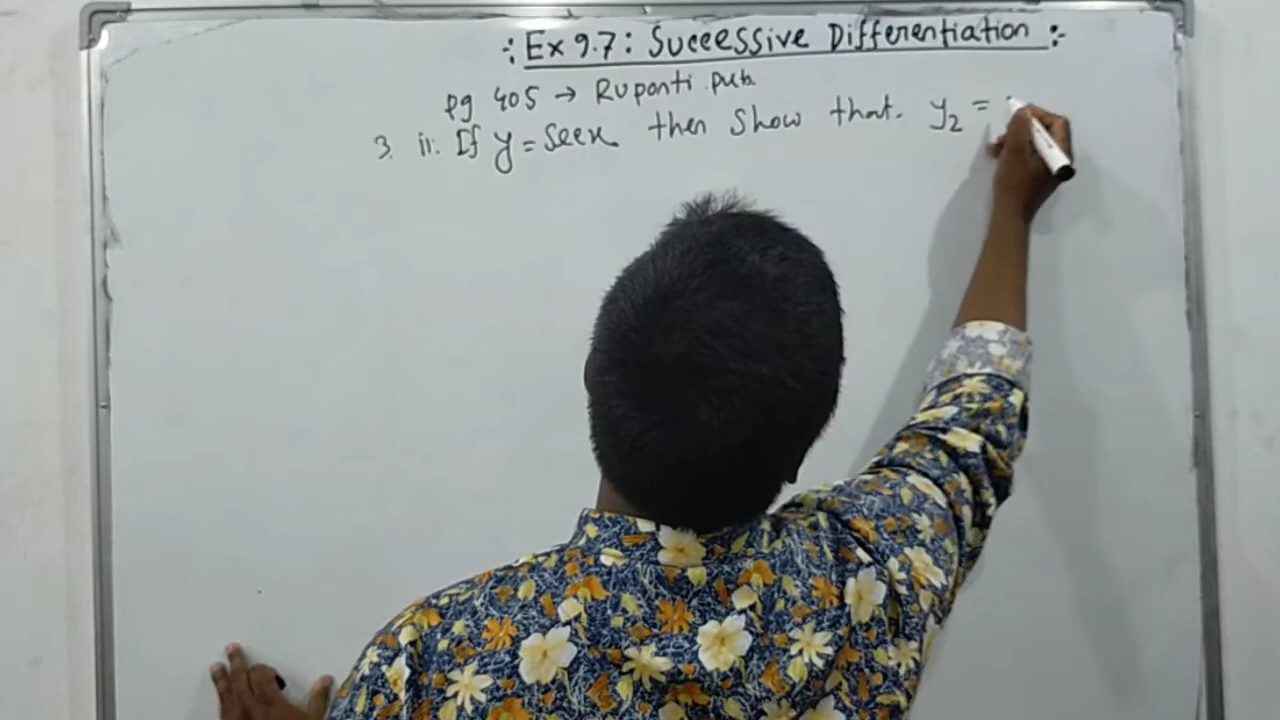 :Ex 9.7: Successive Differentiation:-
pg 405 → Ruponti pub.
3. ii. If y = Secx then Show that. y₂ =